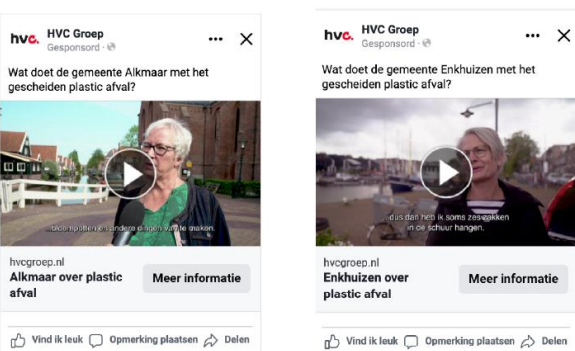 hvc.
HVC Groep
Gesponsord ·
Wat doet de gemeente Alkmaar met het
gescheiden plastic afval?
...bloempotten en andere dingen van te maken.
hvcgroep.nl
Alkmaar over plastic
afval
Meer informatie
Vind ik leuk
Opmerking plaatsen
Delen
hvc.
HVC Groep
Gesponsord ·
Wat doet de gemeente Enkhuizen met het
gescheiden plastic afval?
...dus dan heb ik soms zes zakken
in de schuur hangen.
hvcgroep.nl
Enkhuizen over
plastic afval
Meer informatie
Vind ik leuk
Opmerking plaatsen
Delen